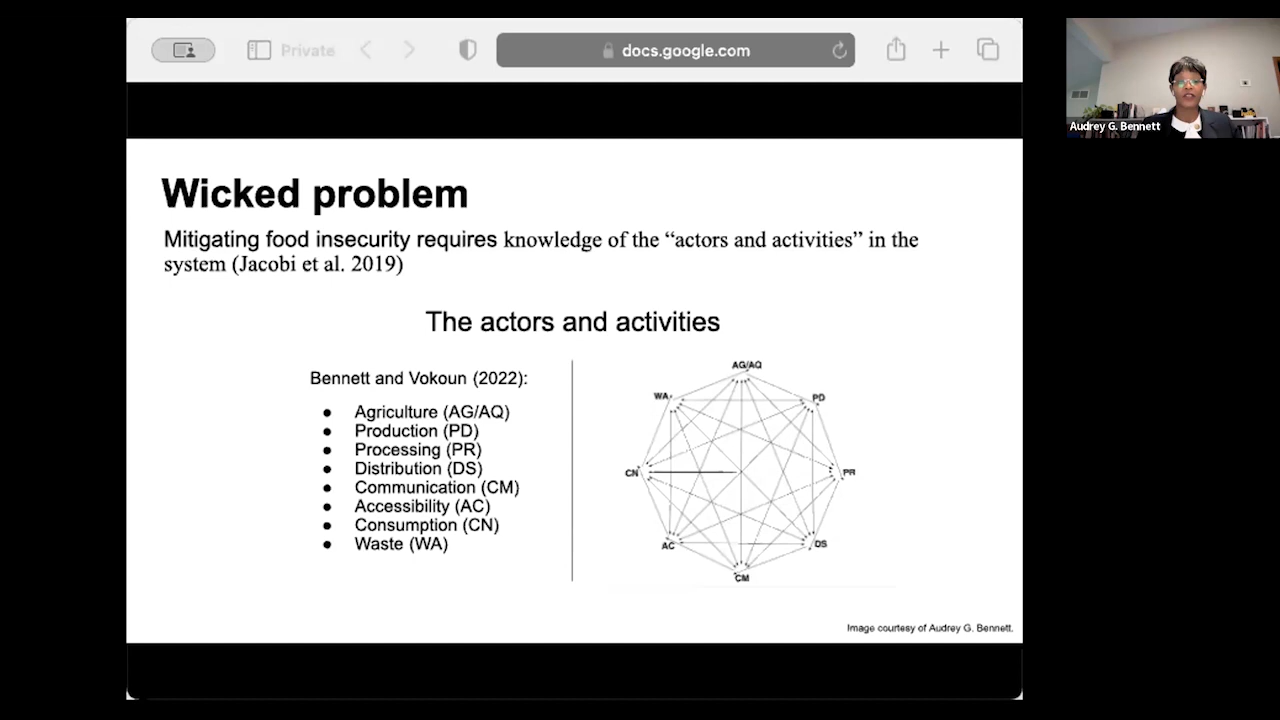 Private
docs.google.com
Audrey G. Bennett
Wicked problem
Mitigating food insecurity requires knowledge of the “actors and activities” in the
system (Jacobi et al. 2019)
The actors and activities
Bennett and Vokoun (2022):
● Agriculture (AG/AQ)
● Production (PD)
● Processing (PR)
● Distribution (DS)
● Communication (CM)
● Accessibility (AC)
● Consumption (CN)
● Waste (WA)
AG/AQ
WA
PD
CN
PR
AC
DS
CM
Image courtesy of Audrey G. Bennett.